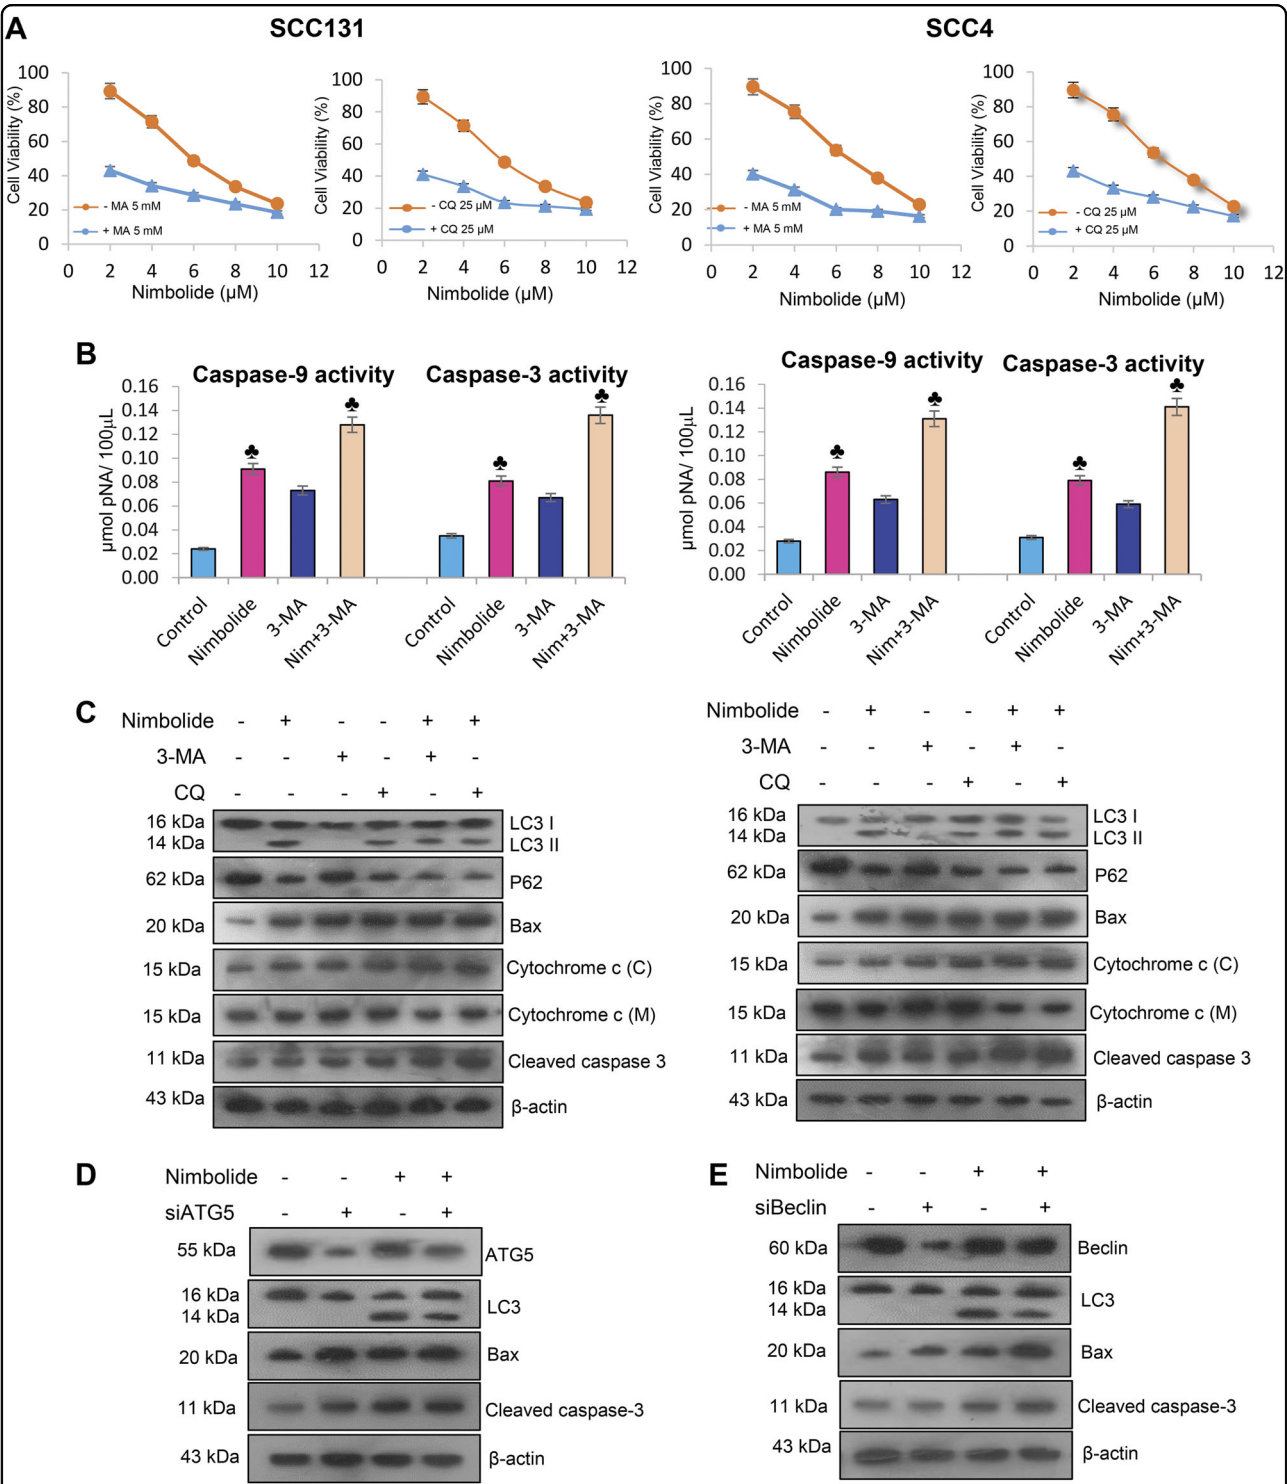 A
SCC131
SCC4
Cell Viability (%)
100
80
60
40
20
0
- MA 5 mM
+ MA 5 mM
0 2 4 6 8 10 12
Nimbolide (µM)
Cell Viability (%)
100
80
60
40
20
0
- CQ 25 µM
+ CQ 25 µM
0 2 4 6 8 10 12
Nimbolide (µM)
Cell Viability (%)
100
80
60
40
20
0
- MA 5 mM
+ MA 5 mM
0 2 4 6 8 10 12
Nimbolide (µM)
Cell Viability (%)
100
80
60
40
20
0
- CQ 25 µM
+ CQ 25 µM
0 2 4 6 8 10 12
Nimbolide (µM)
B
Caspase-9 activity Caspase-3 activity
µmol pNA/ 100µL
0.16
0.14
0.12
0.10
0.08
0.06
0.04
0.02
0.00
♣ ♣ ♣ ♣
Control Nimbolide 3-MA Nim+3-MA Control Nimbolide 3-MA Nim+3-MA
Caspase-9 activity Caspase-3 activity
µmol pNA/ 100µL
0.16
0.14
0.12
0.10
0.08
0.06
0.04
0.02
0.00
♣ ♣ ♣ ♣
Control Nimbolide 3-MA Nim+3-MA Control Nimbolide 3-MA Nim+3-MA
C
Nimbolide - + - - + +
3-MA - - + - + -
CQ - - - + - +
16 kDa LC3 I
14 kDa LC3 II
62 kDa P62
20 kDa Bax
15 kDa Cytochrome c (C)
15 kDa Cytochrome c (M)
11 kDa Cleaved caspase 3
43 kDa β-actin
Nimbolide - + - - + +
3-MA - - + - + -
CQ - - - + - +
16 kDa LC3 I
14 kDa LC3 II
62 kDa P62
20 kDa Bax
15 kDa Cytochrome c (C)
15 kDa Cytochrome c (M)
11 kDa Cleaved caspase 3
43 kDa β-actin
D
Nimbolide - - + +
siATG5 - + - +
55 kDa ATG5
16 kDa
14 kDa LC3
20 kDa Bax
11 kDa Cleaved caspase-3
43 kDa β-actin
E
Nimbolide - - + +
siBeclin - + - +
60 kDa Beclin
16 kDa
14 kDa LC3
20 kDa Bax
11 kDa Cleaved caspase-3
43 kDa β-actin